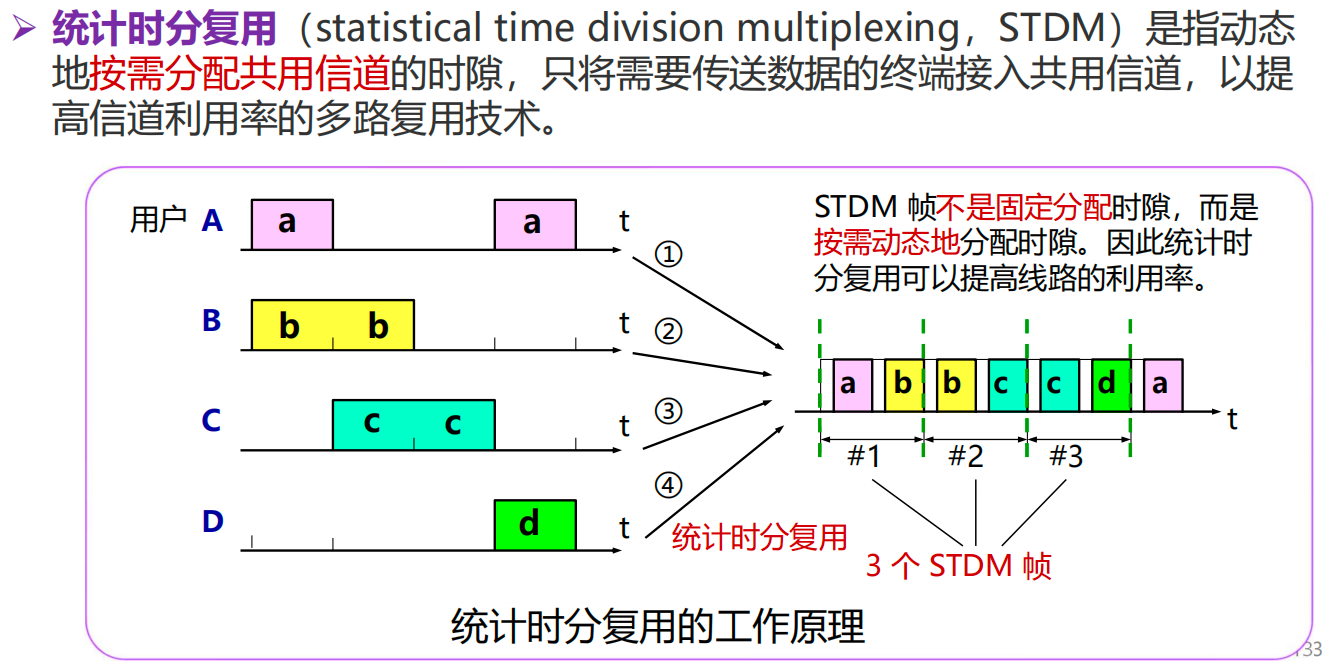 ➢ 统计时分复用（statistical time division multiplexing，STDM）是指动态
地按需分配共用信道的时隙，只将需要传送数据的终端接入共用信道，以提
高信道利用率的多路复用技术。
用户 A a a t
①
B b b t
②
C c c t
③
D d t
④
统计时分复用
STDM 帧不是固定分配时隙，而是
按需动态地分配时隙。因此统计时
分复用可以提高线路的利用率。
a b b c c d a t
#1 #2 #3
3 个 STDM 帧
统计时分复用的工作原理
133